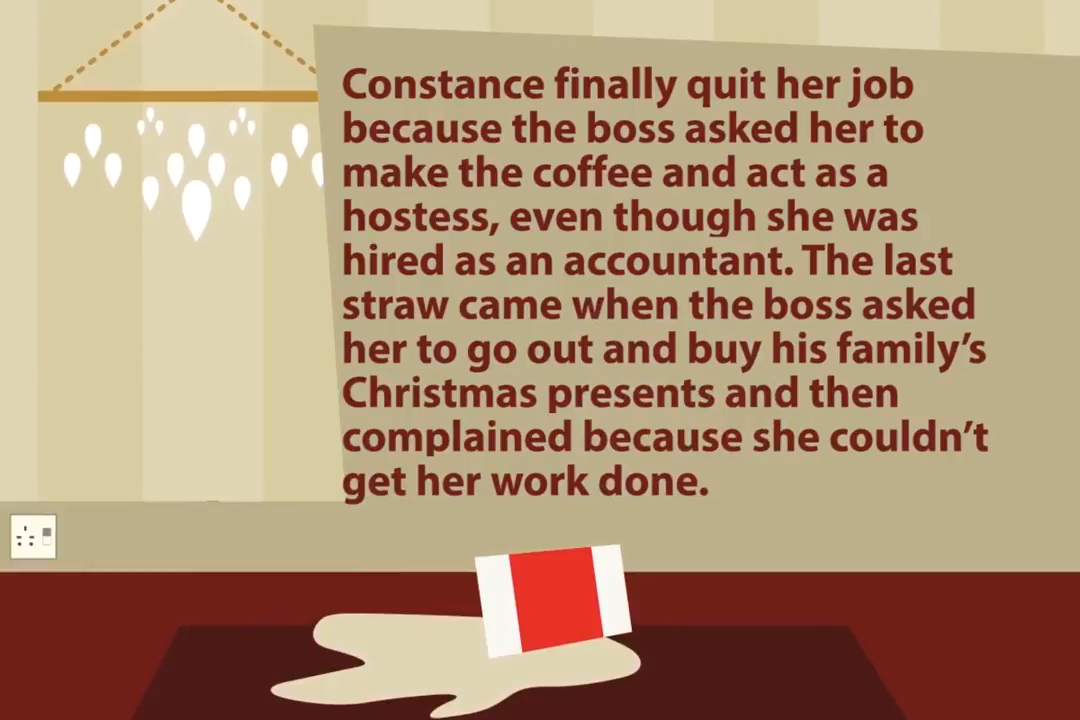 Constance finally quit her job
because the boss asked her to
make the coffee and act as a
hostess, even though she was
hired as an accountant. The last
straw came when the boss asked
her to go out and buy his family’s
Christmas presents and then
complained because she couldn’t
get her work done.